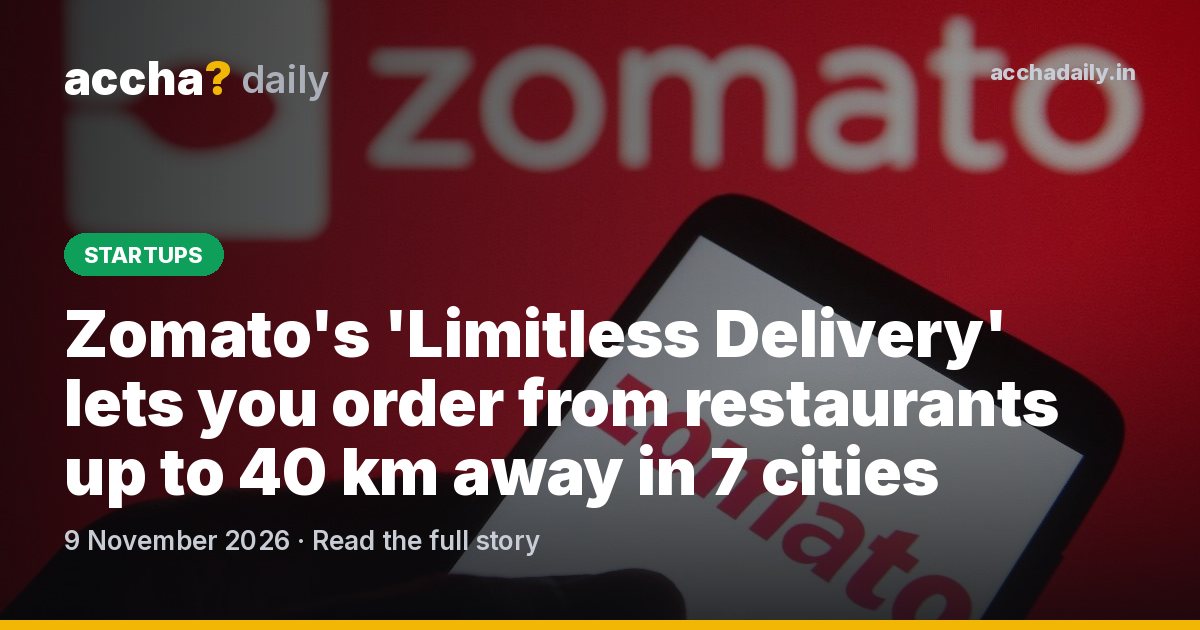 accha? daily
acchadaily.in
zomato
STARTUPS
Zomato's 'Limitless Delivery'
lets you order from restaurants
up to 40 km away in 7 cities
9 November 2026 · Read the full story
zomato